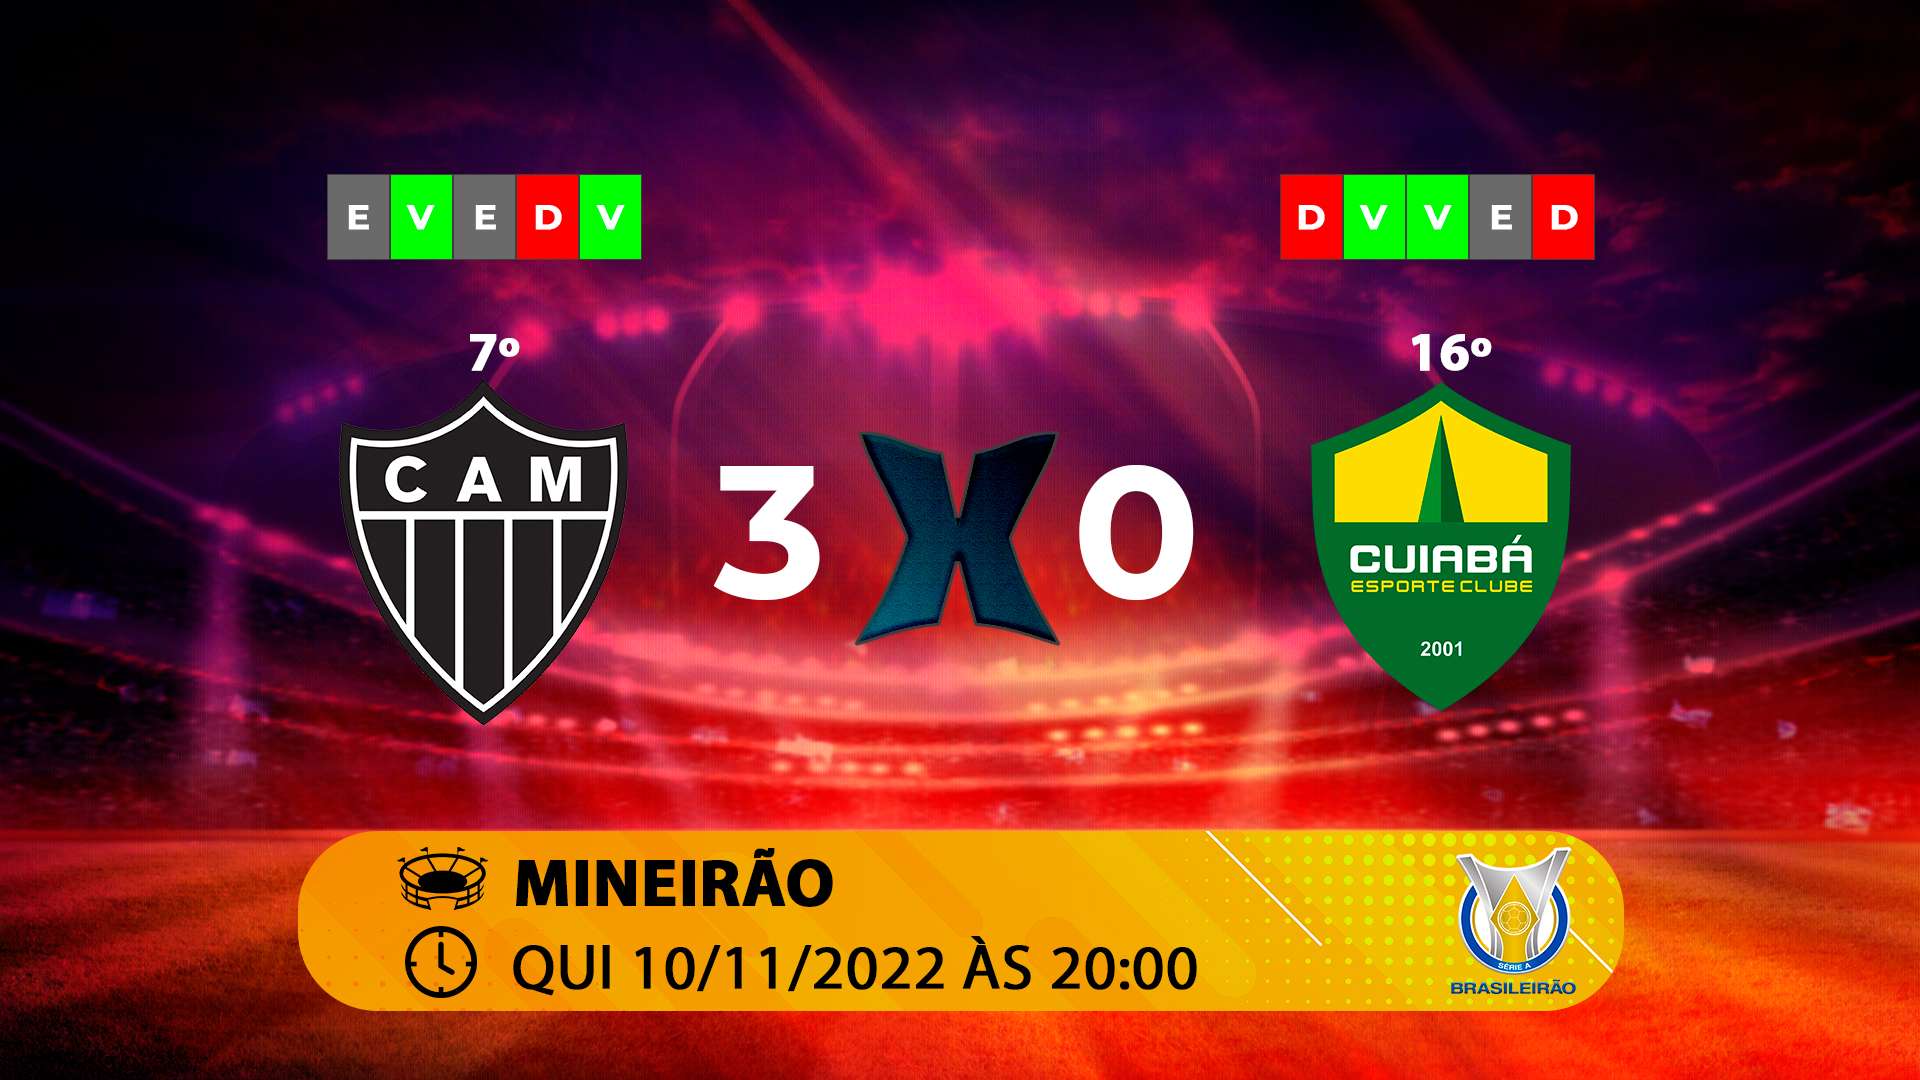 E V E D V
D V V E D
7º
16º
CAM
3 X 0
CUIABÁ
ESPORTE CLUBE
2001
MINEIRÃO
QUI 10/11/2022 ÀS 20:00
SÉRIE A
BRASILEIRÃO